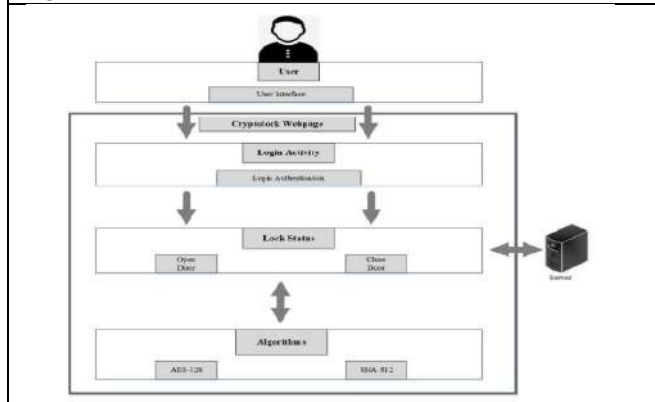 User
User Interface
Cryptolock Webpage
Login Activity
Login Authentication
Lock Status
Open
Door
Close
Door
Server
Algorithms
AES-128
SHA-512